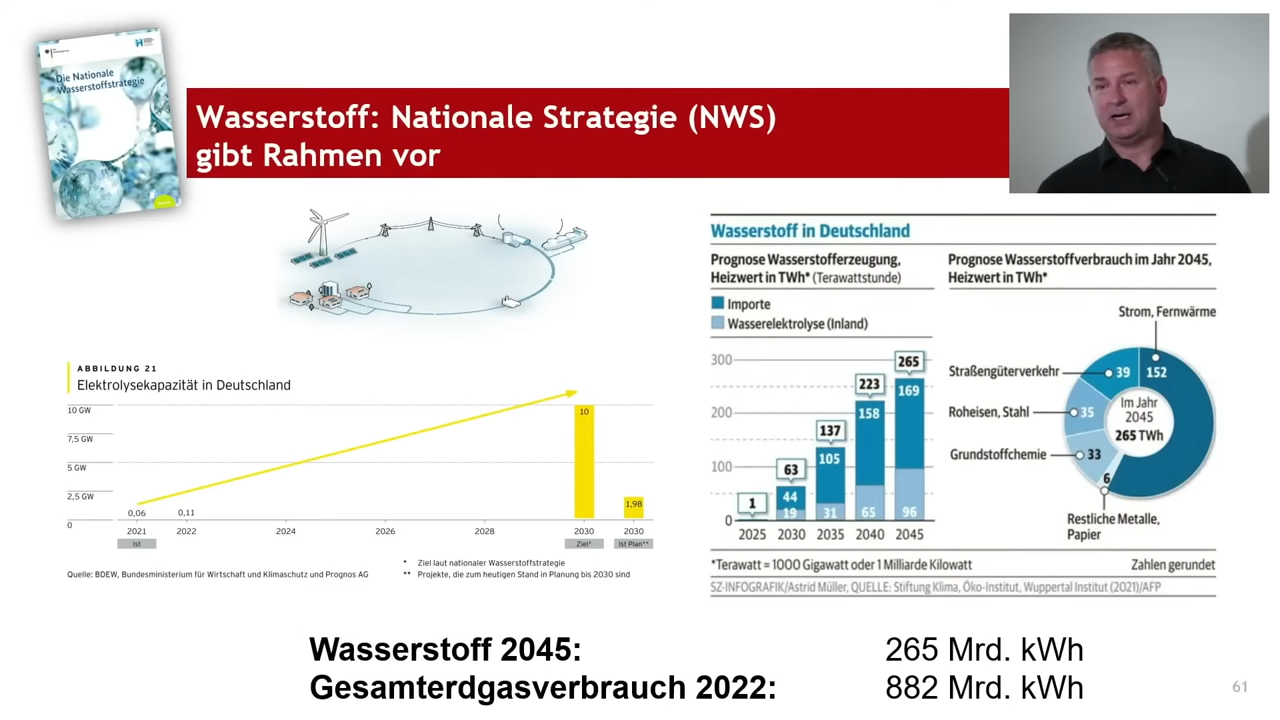 Die Nationale
Wasserstoffstrategie
Wasserstoff: Nationale Strategie (NWS)
gibt Rahmen vor
ABBILDUNG 21
Elektrolysekapazität in Deutschland
10 GW
7,5 GW
5 GW
2,5 GW
0
0,06
0,11
10
1,98
2021
2022
2024
2026
2028
2030
2030
Ist
Ziel*
Ist Plan**
* Ziel laut nationaler Wasserstoffstrategie
** Projekte, die zum heutigen Stand in Planung bis 2030 sind
Quelle: BDEW, Bundesministerium für Wirtschaft und Klimaschutz und Prognos AG
Wasserstoff in Deutschland
Prognose Wasserstofferzeugung,
Heizwert in TWh* (Terawattstunde)
Importe
Wasserelektrolyse (Inland)
300
200
100
0
1
63
44
19
137
105
31
223
158
65
265
169
96
2025
2030
2035
2040
2045
Prognose Wasserstoffverbrauch im Jahr 2045,
Heizwert in TWh*
Strom, Fernwärme
152
Straßengüterverkehr
39
Roheisen, Stahl
35
Grundstoffchemie
33
6
Restliche Metalle,
Papier
Im Jahr
2045
265 TWh
*Terawatt = 1000 Gigawatt oder 1 Milliarde Kilowatt
Zahlen gerundet
SZ-INFOGRAFIK/Astrid Müller, QUELLE: Stiftung Klima, Öko-Institut, Wuppertal Institut (2021)/AFP
Wasserstoff 2045: 265 Mrd. kWh
Gesamterdgasverbrauch 2022: 882 Mrd. kWh
61